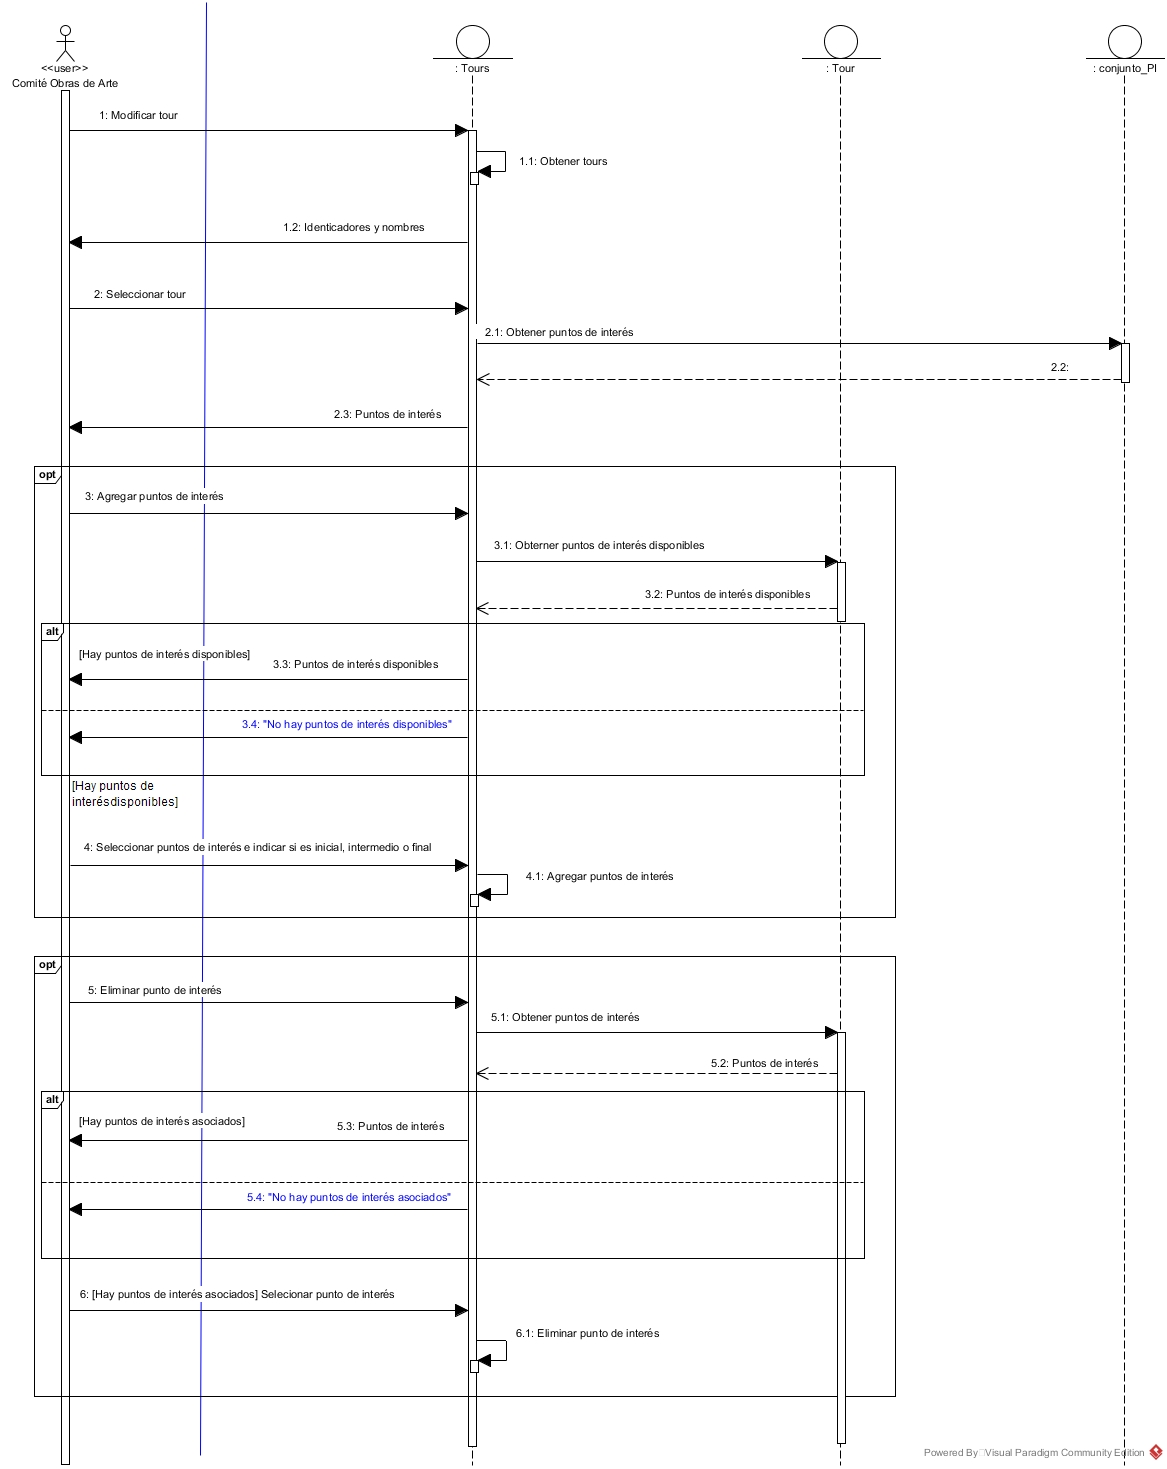 <<user>>
Comité Obras de Arte
: Tours
: Tour
: conjunto_PI
1: Modificar tour
1.1: Obtener tours
1.2: Identicadores y nombres
2: Seleccionar tour
2.1: Obtener puntos de interés
2.2:
2.3: Puntos de interés
opt
3: Agregar puntos de interés
3.1: Obterner puntos de interés disponibles
3.2: Puntos de interés disponibles
alt
[Hay puntos de interés disponibles]
3.3: Puntos de interés disponibles
3.4: "No hay puntos de interés disponibles"
[Hay puntos de
interésdisponibles]
4: Seleccionar puntos de interés e indicar si es inicial, intermedio o final
4.1: Agregar puntos de interés
opt
5: Eliminar punto de interés
5.1: Obtener puntos de interés
5.2: Puntos de interés
alt
[Hay puntos de interés asociados]
5.3: Puntos de interés
5.4: "No hay puntos de interés asociados"
6: [Hay puntos de interés asociados] Selecionar punto de interés
6.1: Eliminar punto de interés
Powered By Visual Paradigm Community Edition